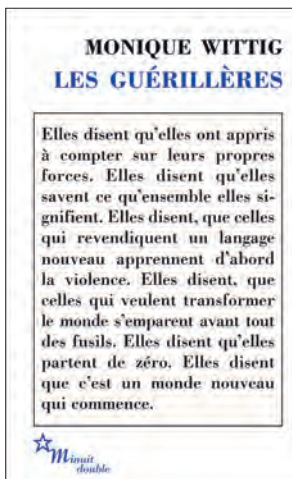 MONIQUE WITTIG
LES GUÉRILLÈRES
Elles disent qu'elles ont appris
à compter sur leurs propres
forces. Elles disent qu'elles
savent ce qu'ensemble elles si-
gnifient. Elles disent, que celles
qui revendiquent un langage
nouveau apprennent d'abord
la violence. Elles disent, que
celles qui veulent transformer
le monde s'emparent avant tout
des fusils. Elles disent qu'elles
partent de zéro. Elles disent
que c'est un monde nouveau
qui commence.
Minuit
double